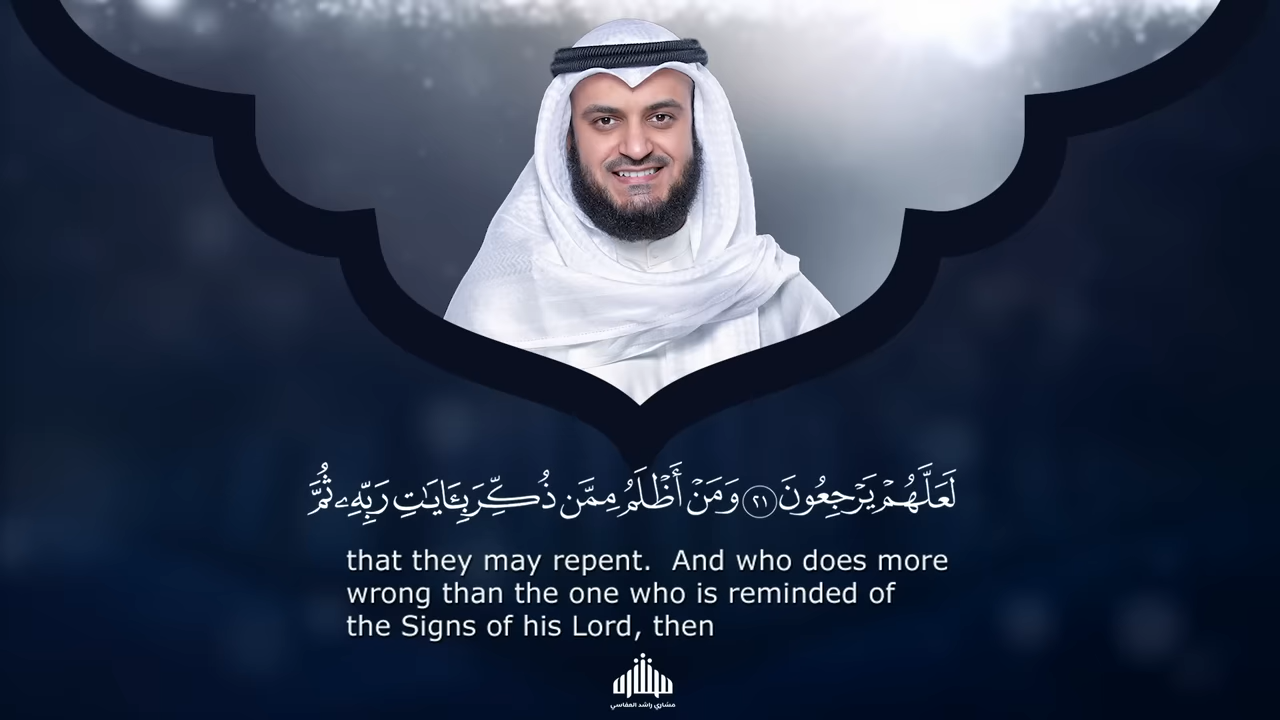 لَعَلَّهُمْ يَرْجِعُونَ ٢١ وَمَنْ أَظْلَمُ مِمَّن ذُكِّرَ بِـَٔايَـٰتِ رَبِّهِۦ ثُمَّ
that they may repent. And who does more
wrong than the one who is reminded of
the Signs of his Lord, then
مشاري راشد العفاسي